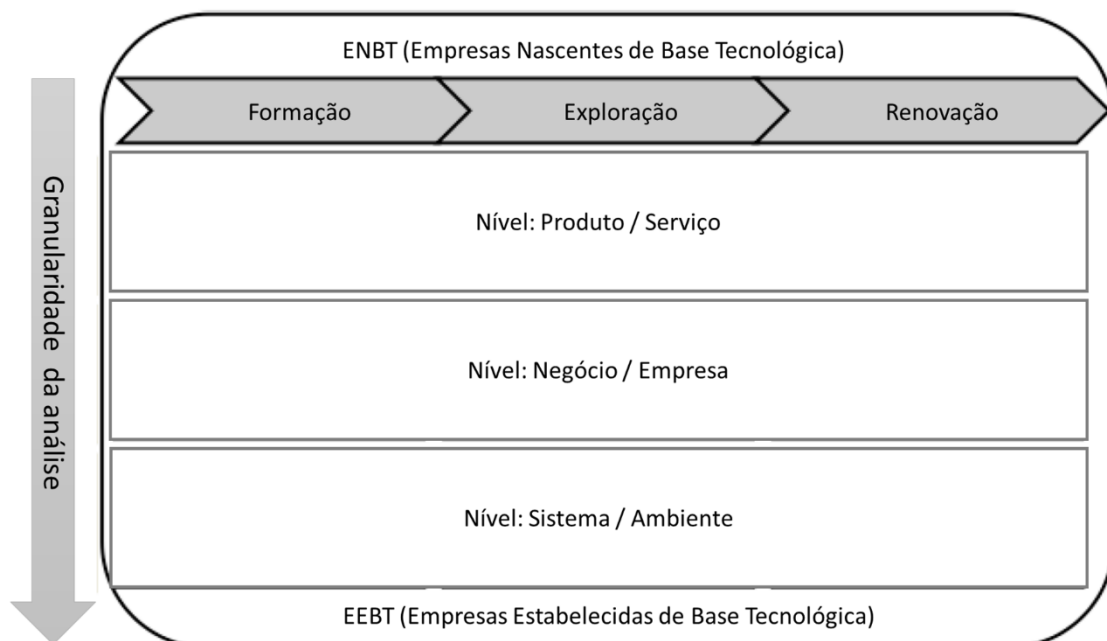 ENBT (Empresas Nascentes de Base Tecnológica)
Formação
Exploração
Renovação
Granularidade da análise
Nível: Produto / Serviço
Nível: Negócio / Empresa
Nível: Sistema / Ambiente
EEBT (Empresas Estabelecidas de Base Tecnológica)